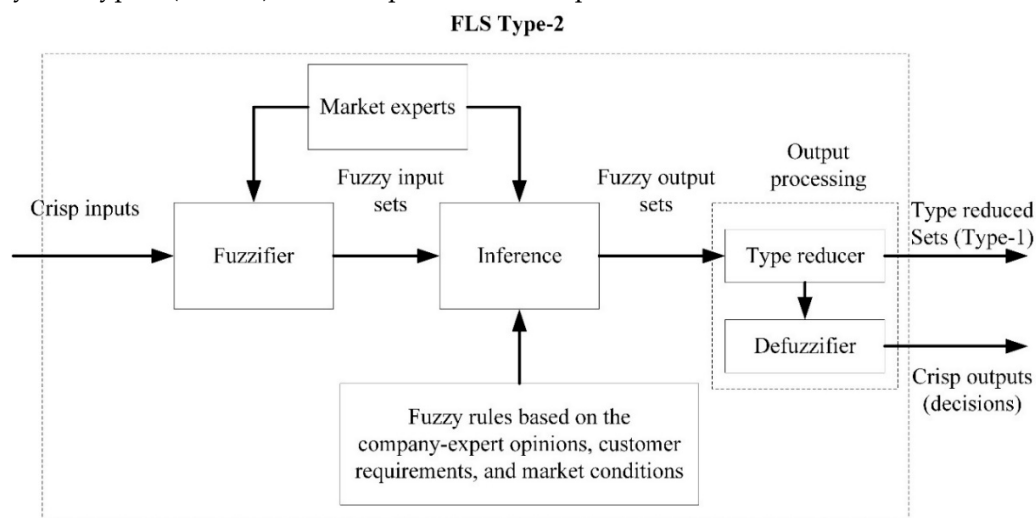 FLS Type-2
Market experts
Output
processing
Crisp inputs
Fuzzy input
sets
Fuzzy output
sets
Type reduced
Sets (Type-1)
Fuzzifier
Inference
Type reducer
Defuzzifier
Crisp outputs
(decisions)
Fuzzy rules based on the
company-expert opinions, customer
requirements, and market conditions